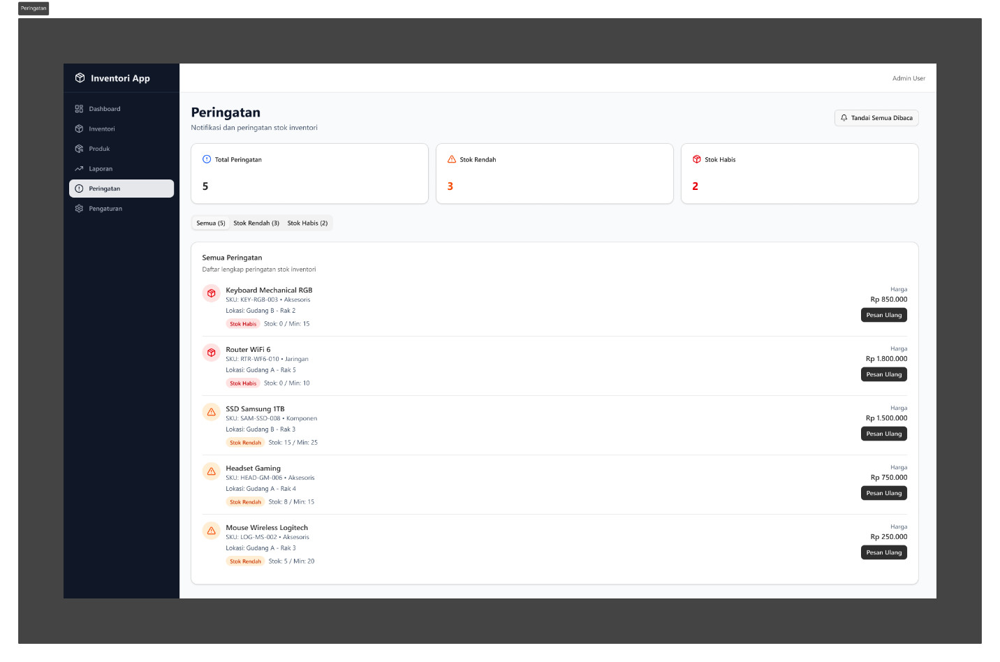 Peringatan
Inventori App
Admin User
Dashboard
Inventori
Produk
Laporan
Peringatan
Pengaturan
Peringatan
Notifikasi dan peringatan stok inventori
Tandai Semua Dibaca
Total Peringatan
5
Stok Rendah
3
Stok Habis
2
Semua (5)
Stok Rendah (3)
Stok Habis (2)
Semua Peringatan
Daftar lengkap peringatan stok inventori
Keyboard Mechanical RGB
SKU: KEY-RGB-003 • Aksesoris
Lokasi: Gudang B - Rak 2
Stok Habis Stok: 0 / Min: 15
Harga
Rp 850.000
Pesan Ulang
Router WiFi 6
SKU: RTR-WF6-010 • Jaringan
Lokasi: Gudang A - Rak 5
Stok Habis Stok: 0 / Min: 10
Harga
Rp 1.800.000
Pesan Ulang
SSD Samsung 1TB
SKU: SAM-SSD-008 • Komponen
Lokasi: Gudang B - Rak 3
Stok Rendah Stok: 15 / Min: 25
Harga
Rp 1.500.000
Pesan Ulang
Headset Gaming
SKU: HEAD-GM-006 • Aksesoris
Lokasi: Gudang A - Rak 4
Stok Rendah Stok: 8 / Min: 15
Harga
Rp 750.000
Pesan Ulang
Mouse Wireless Logitech
SKU: LOG-MS-002 • Aksesoris
Lokasi: Gudang A - Rak 3
Stok Rendah Stok: 5 / Min: 20
Harga
Rp 250.000
Pesan Ulang